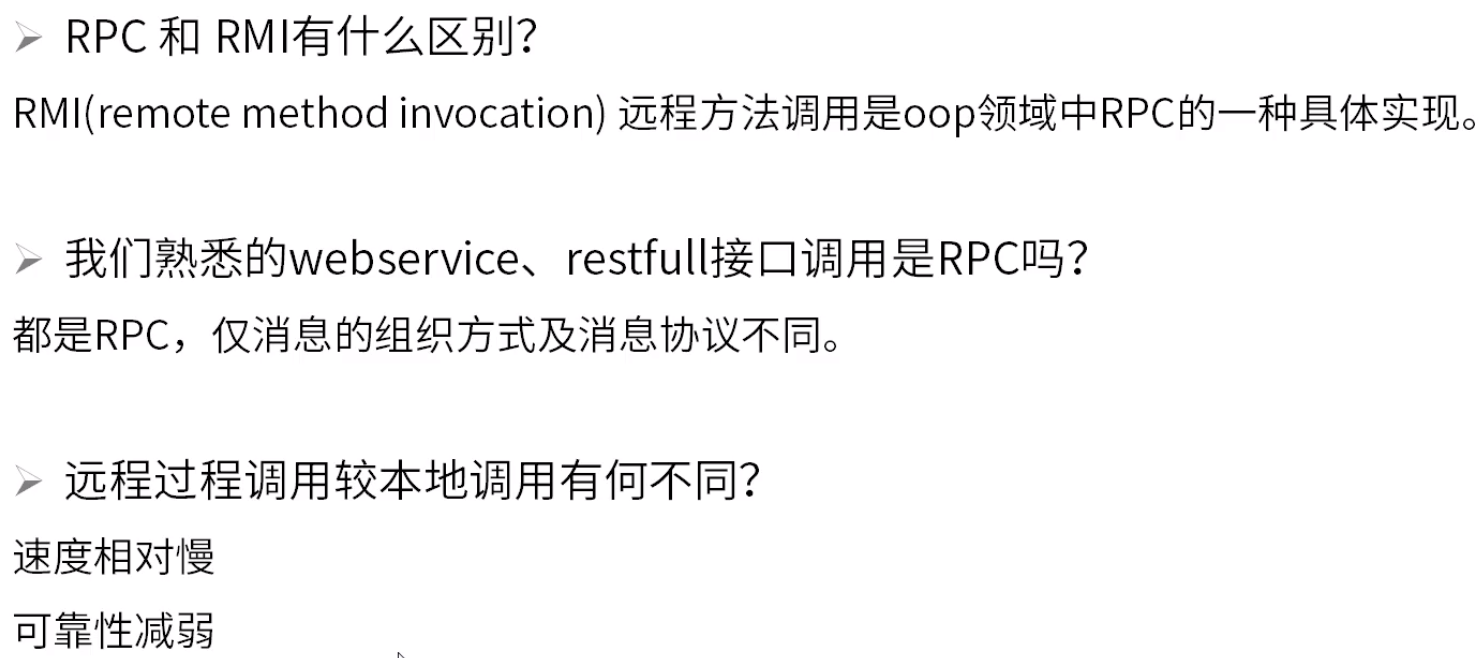 ➢ RPC 和 RMI有什么区别？
RMI(remote method invocation) 远程方法调用是oop领域中RPC的一种具体实现。
➢ 我们熟悉的webservice、restfull接口调用是RPC吗？
都是RPC，仅消息的组织方式及消息协议不同。
➢ 远程过程调用较本地调用有何不同？
速度相对慢
可靠性减弱